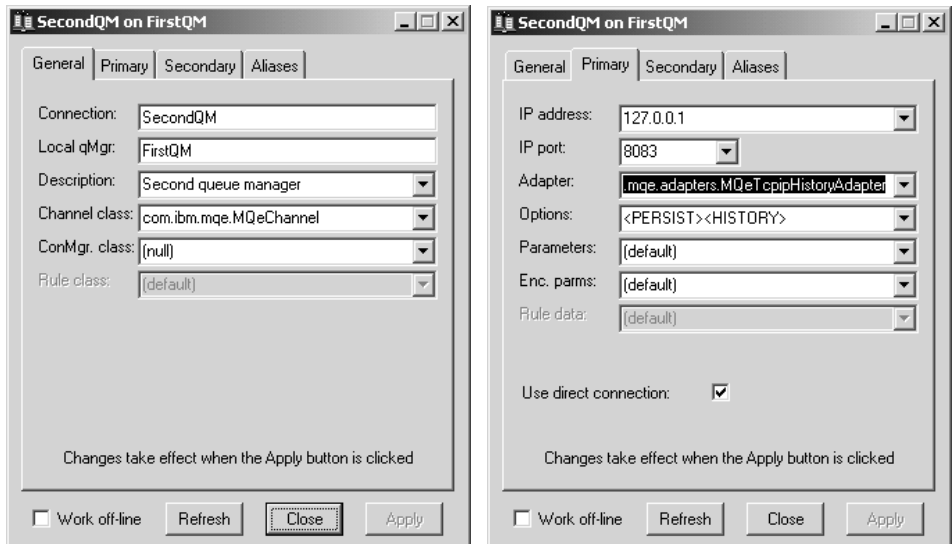 SecondQM on FirstQM
General Primary Secondary Aliases
Connection: SecondQM
Local qMgr: FirstQM
Description: Second queue manager
Channel class: com.ibm.mqe.MQeChannel
ConMgr. class: (null)
Rule class: (default)
Changes take effect when the Apply button is clicked
Work off-line Refresh Close Apply
SecondQM on FirstQM
General Primary Secondary Aliases
IP address: 127.0.0.1
IP port: 8083
Adapter: .mqe.adapters.MQeTcpipHistoryAdapter
Options: <PERSIST><HISTORY>
Parameters: (default)
Enc. parms: (default)
Rule data: (default)
Use direct connection:
Changes take effect when the Apply button is clicked
Work off-line Refresh Close Apply